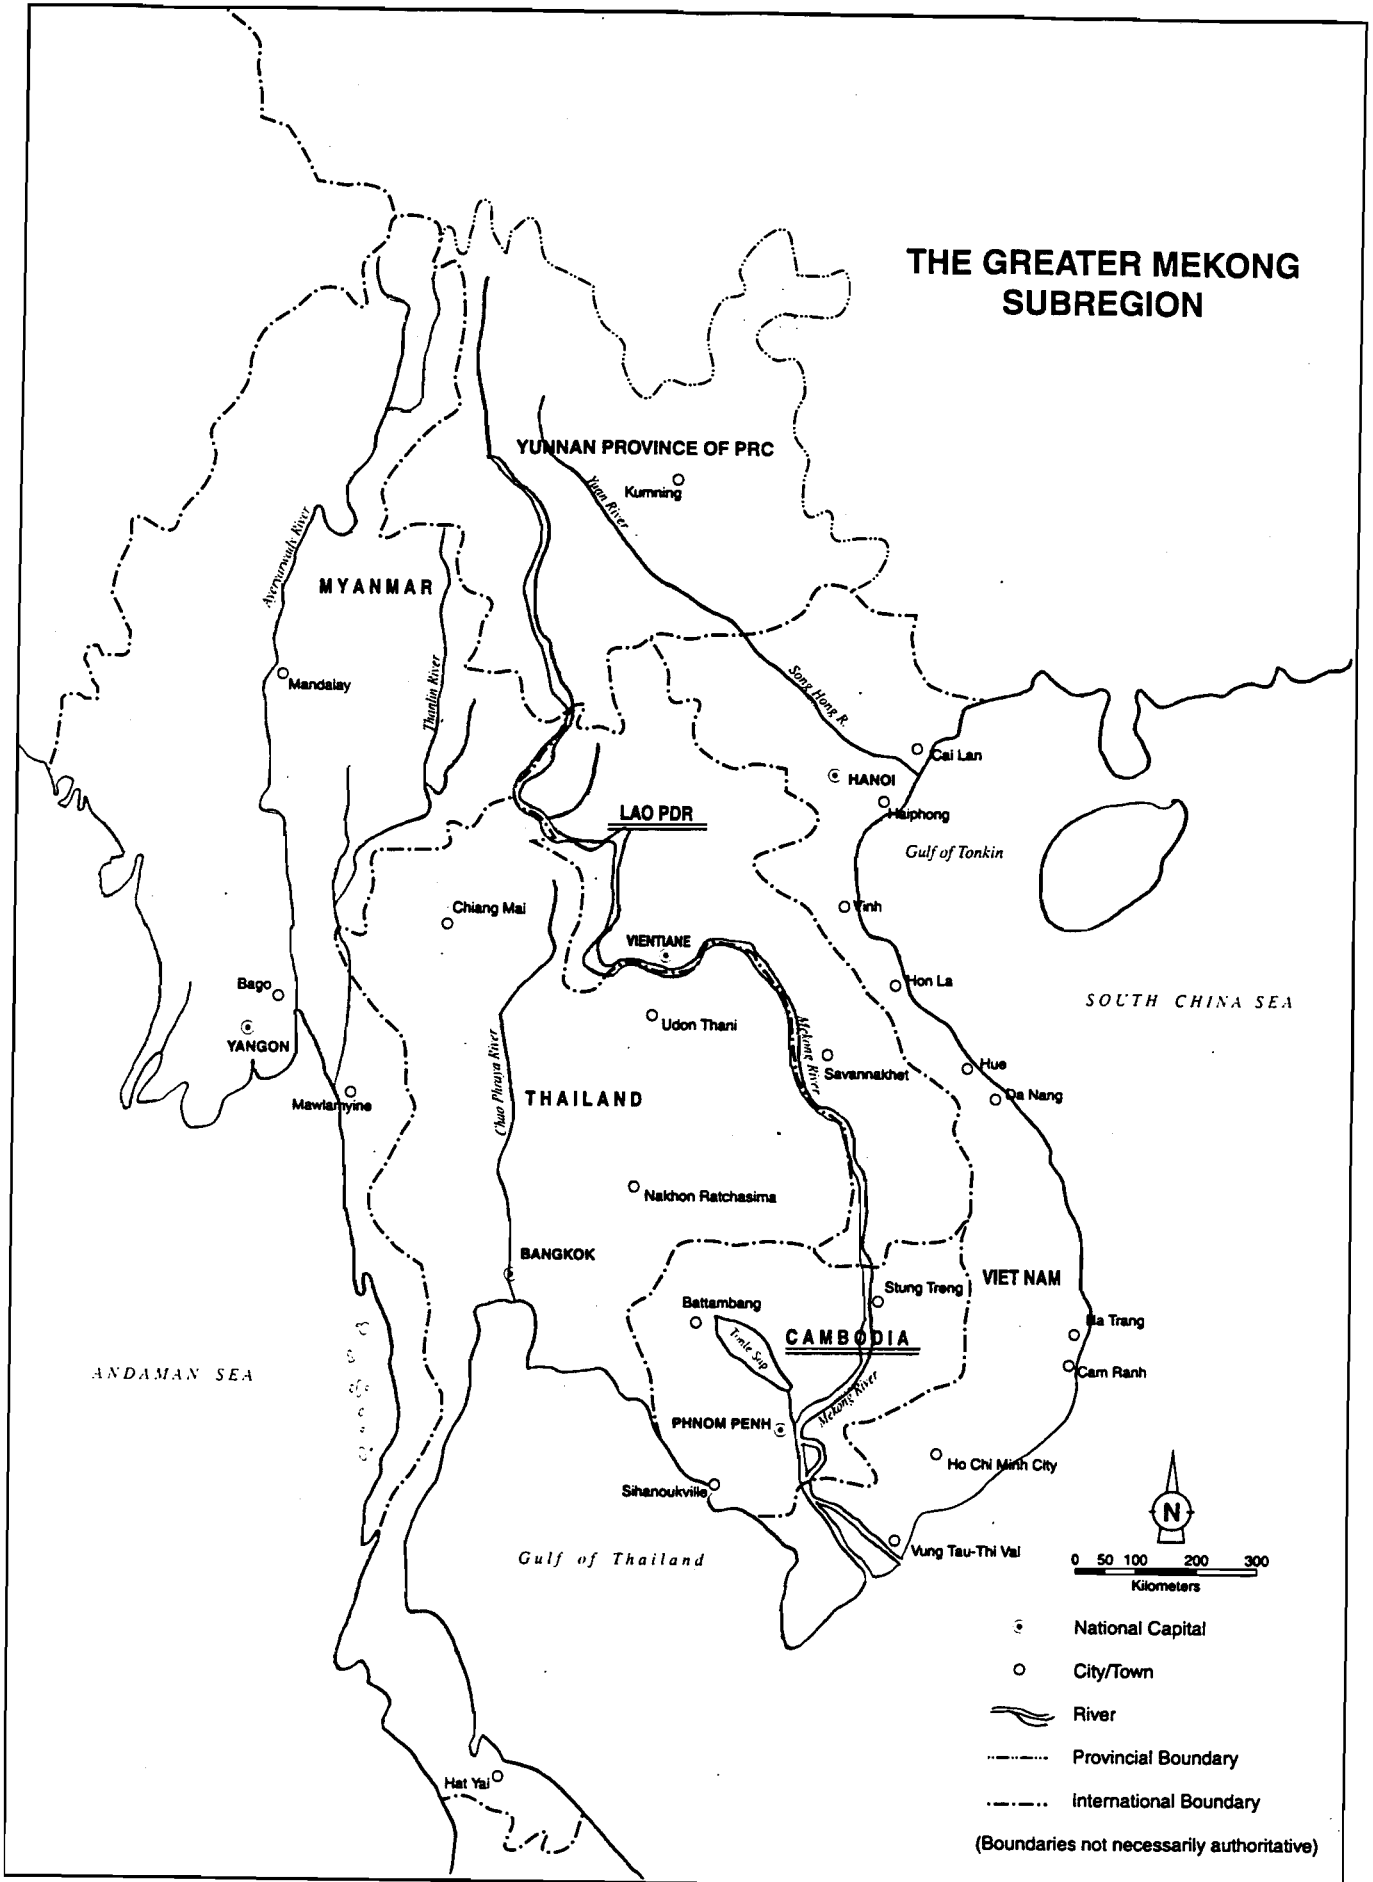 THE GREATER MEKONG
SUBREGION
YUNNAN PROVINCE OF PRC
Kumning
Yuan River
Ayeryarwady River
MYANMAR
Mandalay
Thanlin River
Song Hong R.
Cai Lan
HANOI
Haiphong
LAO PDR
Gulf of Tonkin
Chiang Mai
Vinh
VIENTIANE
Hon La
Bago
SOUTH CHINA SEA
YANGON
Udon Thani
Mekong River
Savannakhet
Hue
Chao Phraya River
THAILAND
Da Nang
Mawlamyine
Nakhon Ratchasima
BANGKOK
VIET NAM
Stung Treng
Battambang
Tonle Sap
CAMBODIA
Na Trang
ANDAMAN SEA
Cam Ranh
Mekong River
PHNOM PENH
Ho Chi Minh City
Sihanoukville
N
Gulf of Thailand
Vung Tau-Thi Vai
0 50 100 200 300
Kilometers
National Capital
City/Town
River
Provincial Boundary
International Boundary
(Boundaries not necessarily authoritative)
Hat Yai